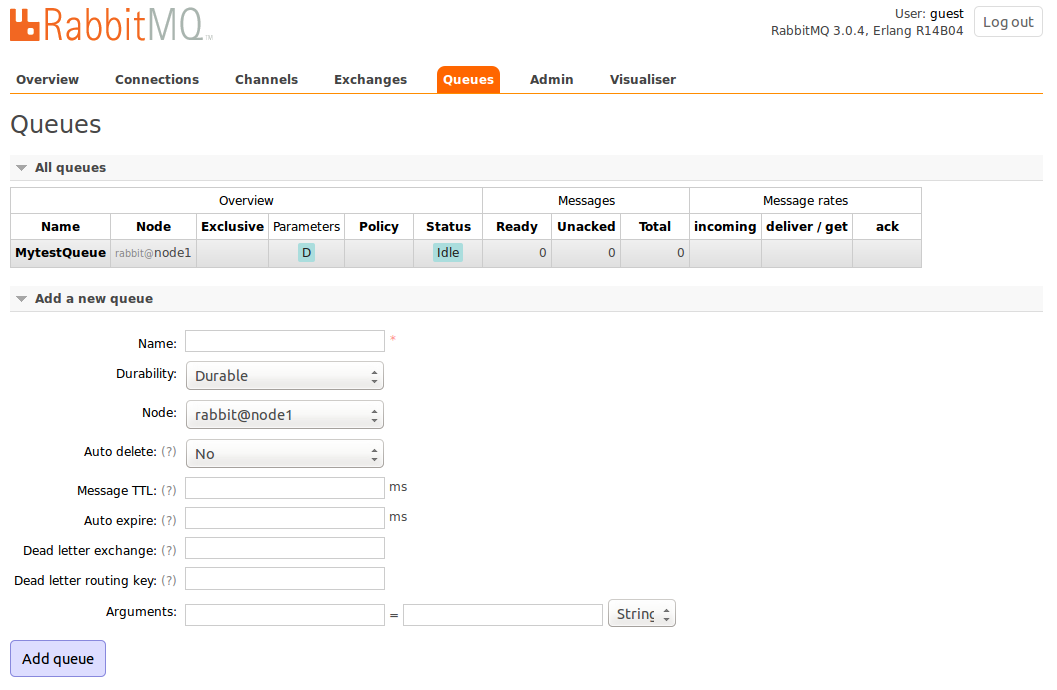 RabbitMQ™
User: guest
RabbitMQ 3.0.4, Erlang R14B04
Log out
Overview Connections Channels Exchanges Queues Admin Visualiser
Queues
All queues
Overview Messages Message rates
Name Node Exclusive Parameters Policy Status Ready Unacked Total incoming deliver / get ack
MytestQueue rabbit@node1 D Idle 0 0 0
Add a new queue
Name: *
Durability: Durable
Node: rabbit@node1
Auto delete: (?) No
Message TTL: (?) ms
Auto expire: (?) ms
Dead letter exchange: (?)
Dead letter routing key: (?)
Arguments: = String
Add queue